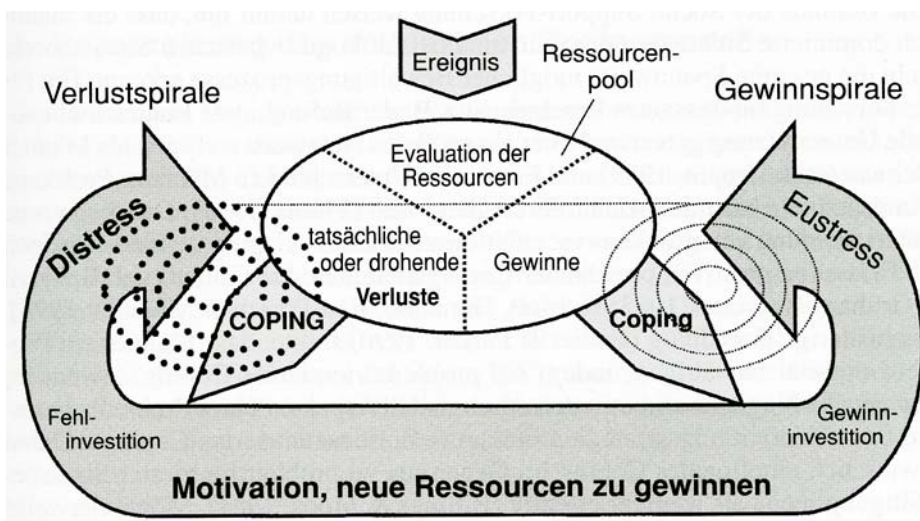 Ereignis
Ressourcen-
pool
Verlustspirale
Gewinnspirale
Evaluation der
Ressourcen
Distress
Eustress
tatsächliche
oder drohende
Verluste
Gewinne
COPING
Coping
Fehl-
investition
Gewinn-
investition
Motivation, neue Ressourcen zu gewinnen